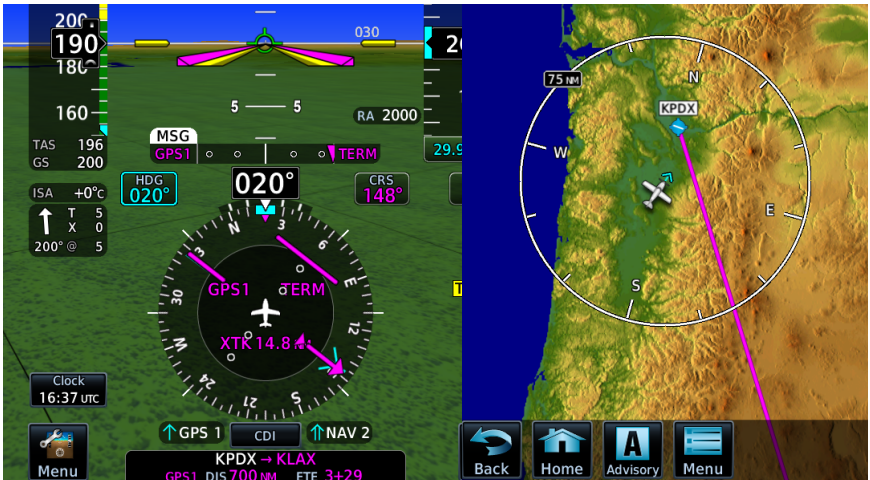 200
190
180
160
TAS 196
GS 200
ISA +0°C
T 5
X 0
200° @ 5
030
5 5
RA 2000
MSG
GPS1 TERM
HDG
020°
020°
CRS
148°
29.9
N 3 6 E 12 S 21 24 W 30 3
GPS1 TERM
XTK 14.8
Clock
16:37 UTC
Menu
GPS 1 CDI NAV 2
KPDX → KLAX
GPS1 DIS 700 NM ETE 3+29
75 NM
N
KPDX
W
E
S
Back Home Advisory Menu